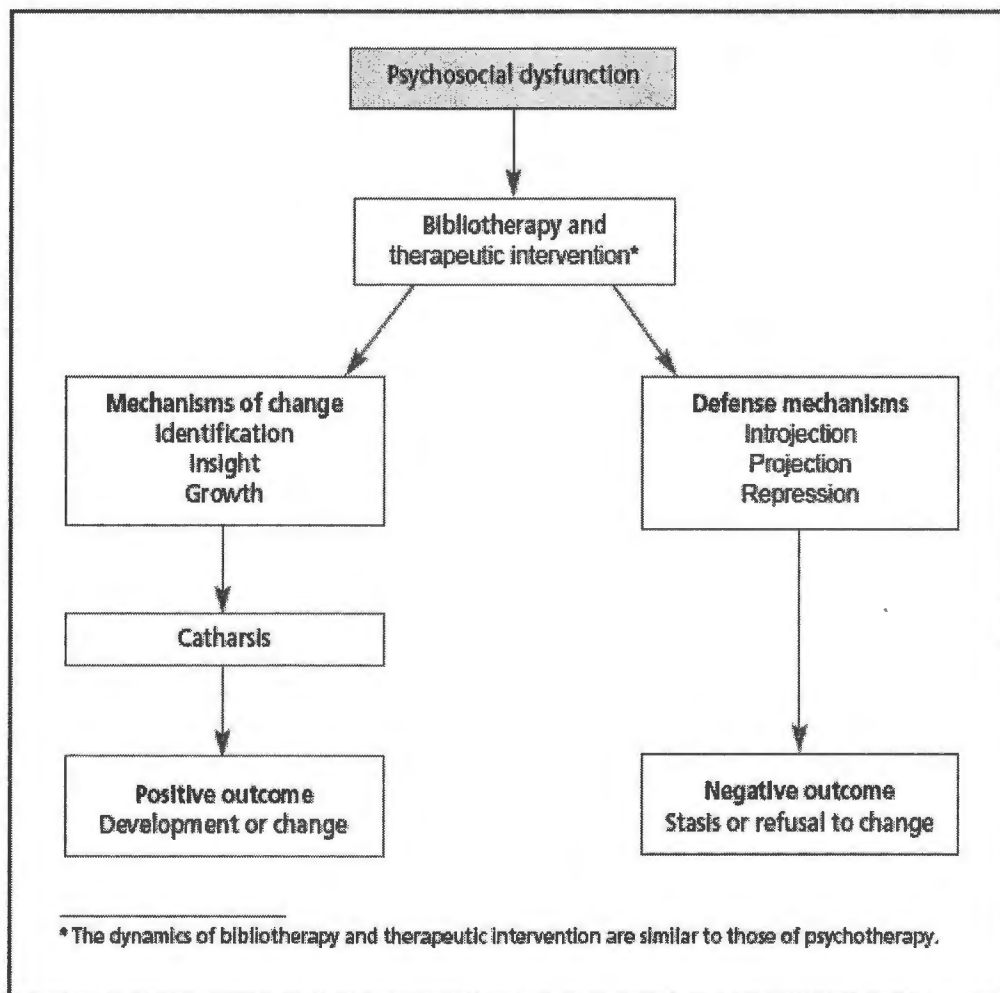 Psychosocial dysfunction
Bibliotherapy and
therapeutic intervention*
Mechanisms of change
Identification
Insight
Growth
Defense mechanisms
Introjection
Projection
Repression
Catharsis
Positive outcome
Development or change
Negative outcome
Stasis or refusal to change
* The dynamics of bibliotherapy and therapeutic intervention are similar to those of psychotherapy.